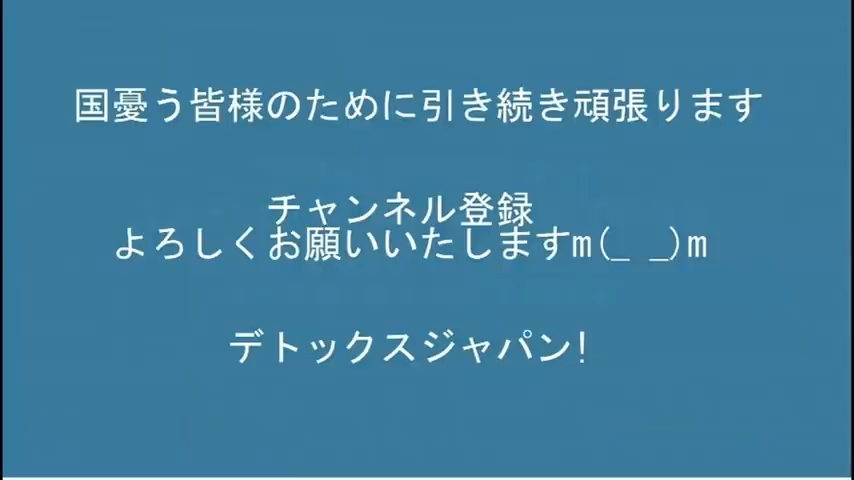 国憂う皆様のために引き続き頑張ります
チャンネル登録
よろしくお願いいたしますm(_ _)m
デトックスジャパン!